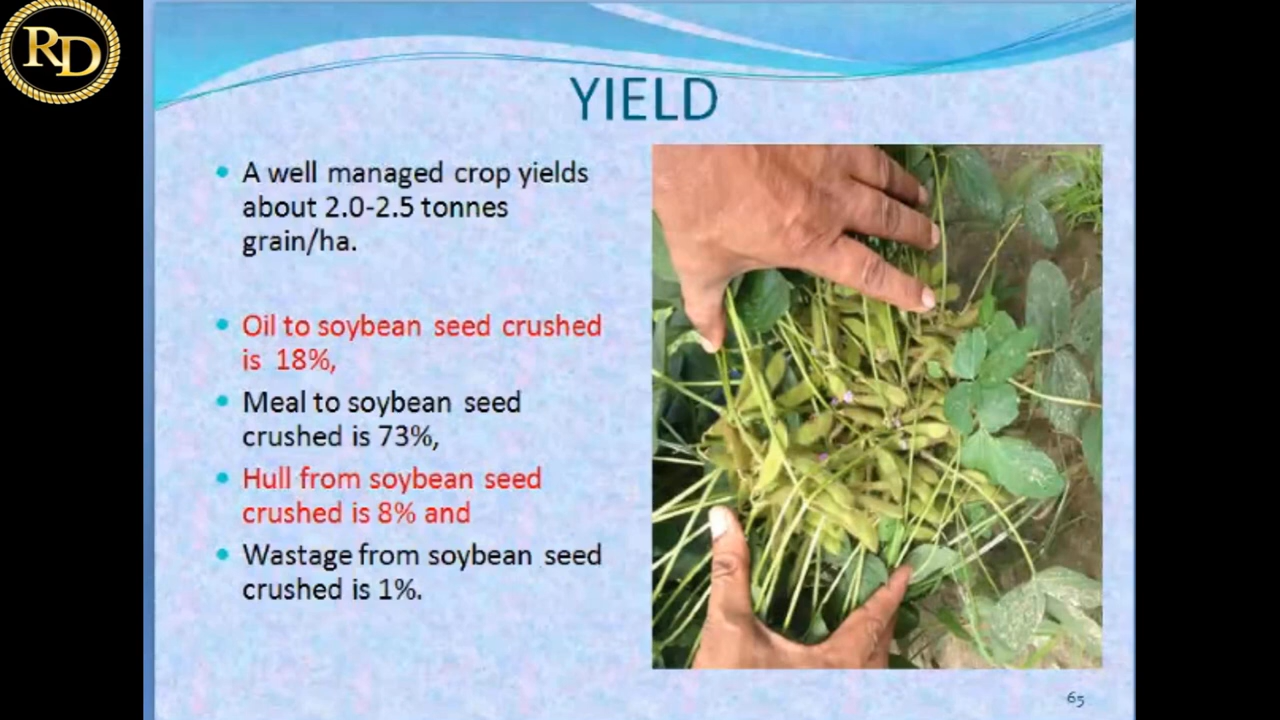 RD
YIELD
• A well managed crop yields
about 2.0-2.5 tonnes
grain/ha.
• Oil to soybean seed crushed
is 18%,
• Meal to soybean seed
crushed is 73%,
• Hull from soybean seed
crushed is 8% and
• Wastage from soybean seed
crushed is 1%.
65